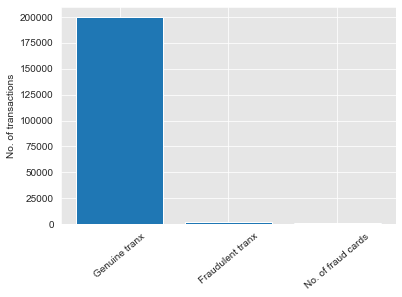 200000
175000
150000
125000
100000
75000
50000
25000
0
No. of transactions
Genuine tranx
Fraudulent tranx
No. of fraud cards